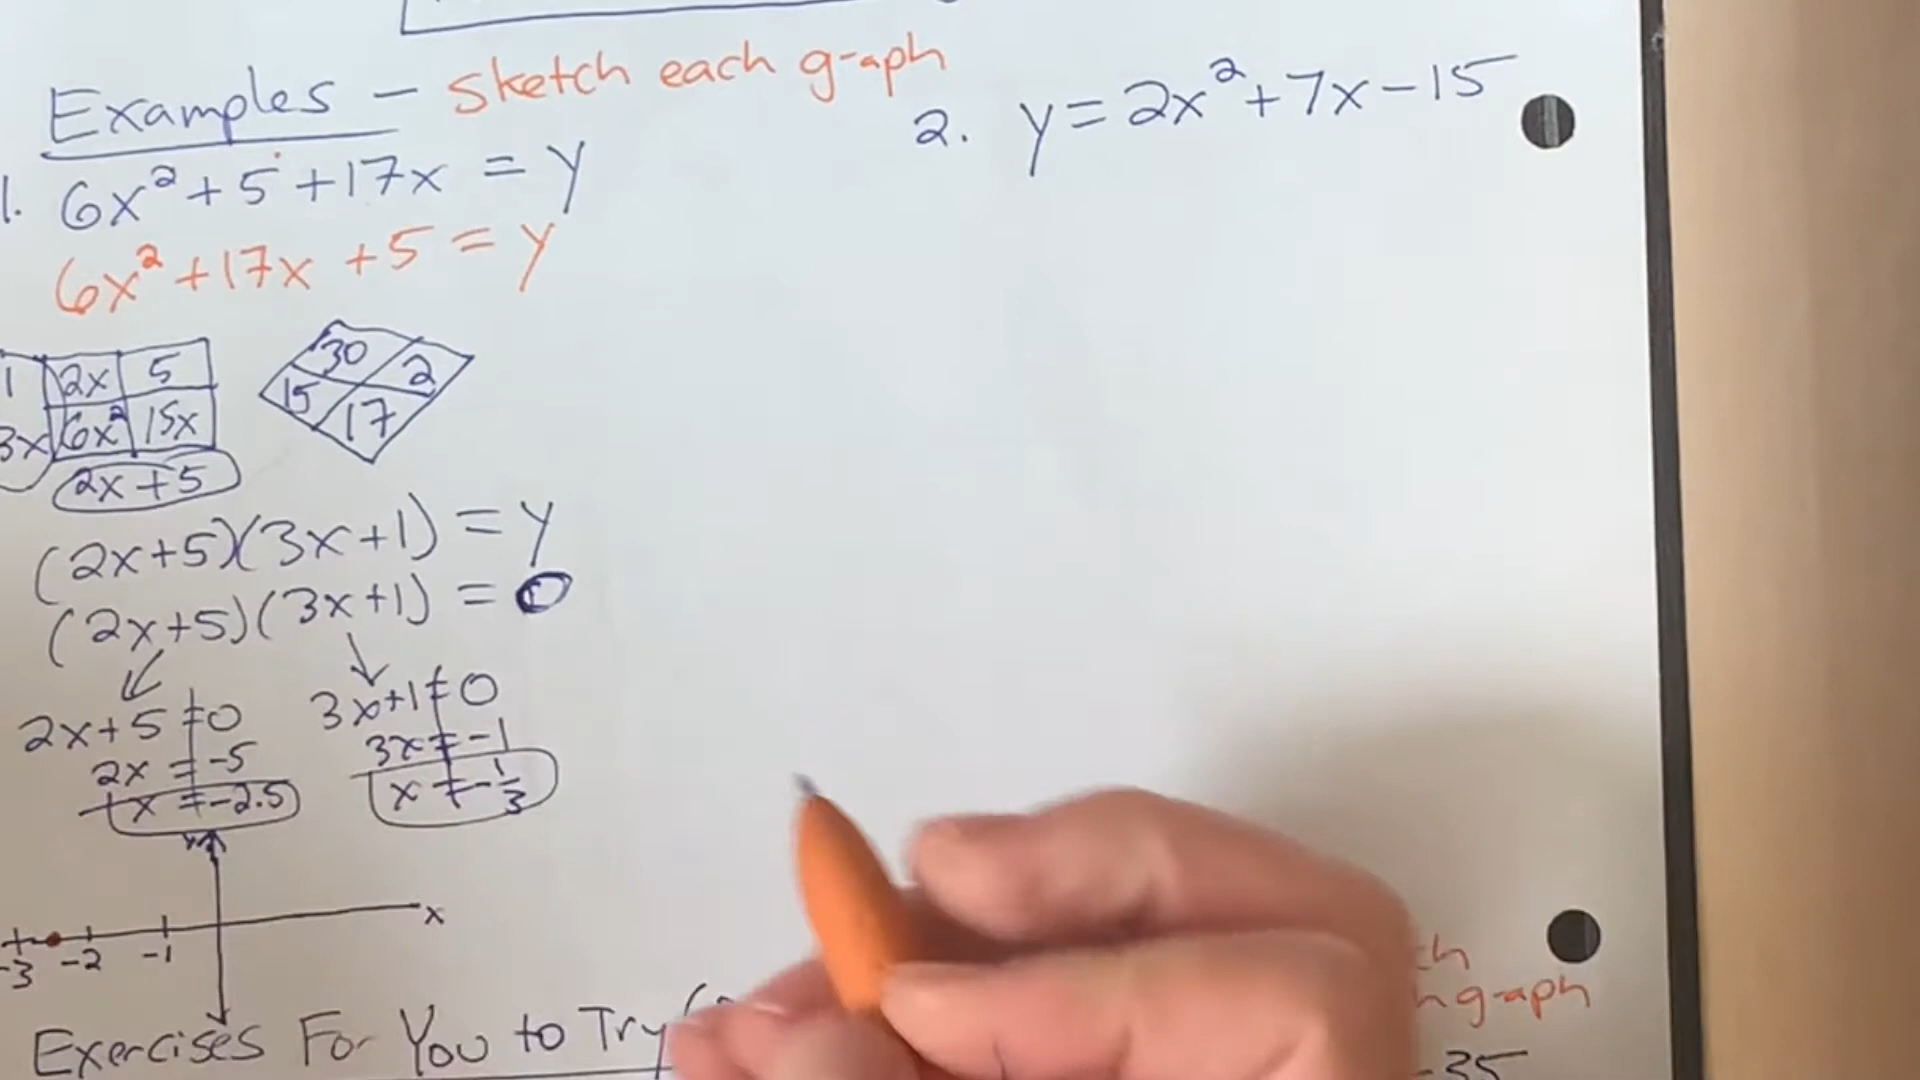 Examples - Sketch each graph
1. 6x² + 5 + 17x = y
6x² + 17x + 5 = y
1 2x 5
3x 6x² 15x
2x + 5
30
15 2
17
(2x+5)(3x+1) = y
(2x+5)(3x+1) = 0
2x+5=0
2x = -5
x = -2.5
3x+1=0
3x = -1
x = -1/3
y
x
-3 -2 -1
2. y = 2x² + 7x - 15
Exercises For You to Try
graph
-35